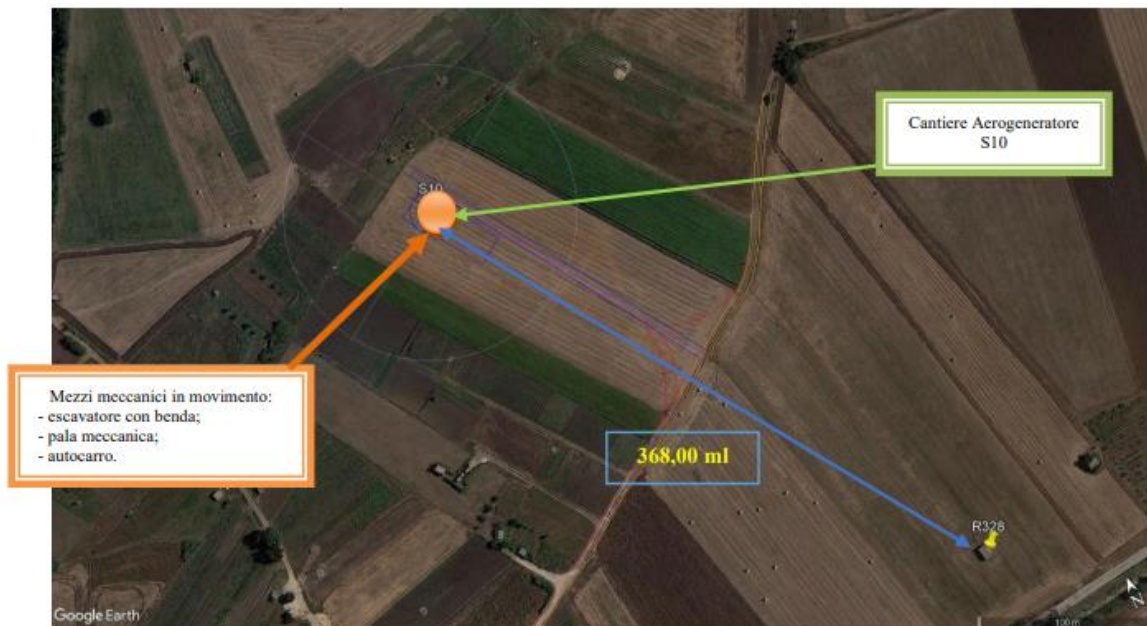 Cantiere Aerogeneratore
S10
S10
Mezzi meccanici in movimento:
- escavatore con benda;
- pala meccanica;
- autocarro.
368,00 ml
R328
Google Earth
100 m
N